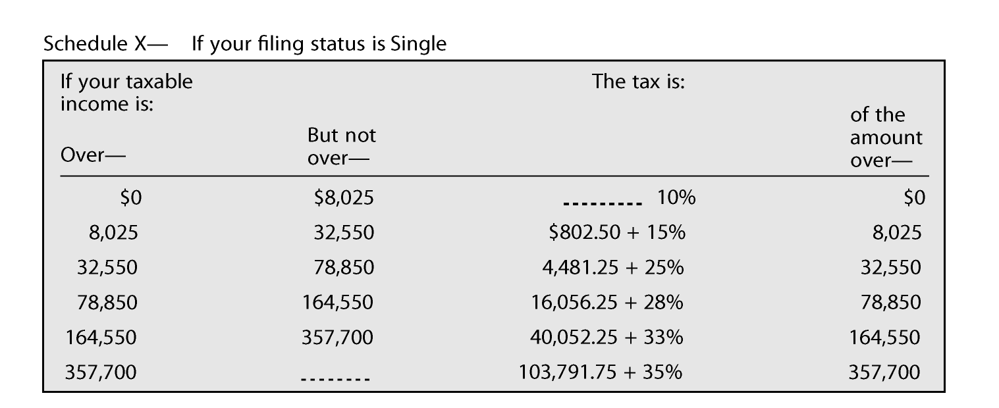 Schedule X— If your filing status is Single
If your taxable
income is:
The tax is:
Over—
But not
over—
of the
amount
over—
$0 $8,025 --------- 10% $0
8,025 32,550 $802.50 + 15% 8,025
32,550 78,850 4,481.25 + 25% 32,550
78,850 164,550 16,056.25 + 28% 78,850
164,550 357,700 40,052.25 + 33% 164,550
357,700 -------- 103,791.75 + 35% 357,700